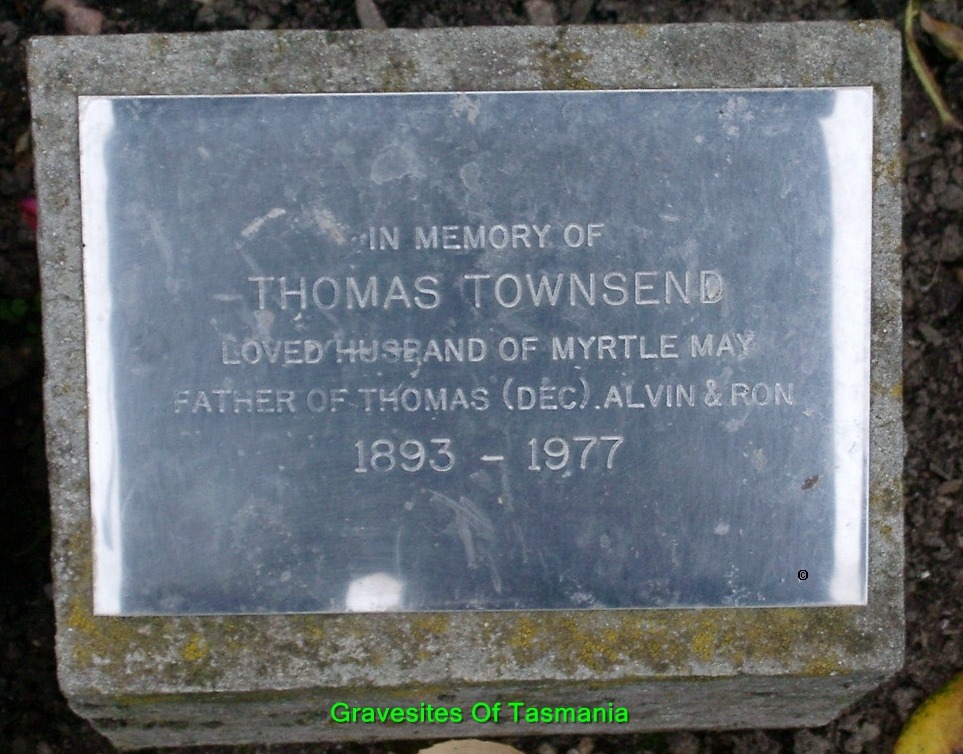 IN MEMORY OF
THOMAS TOWNSEND
LOVED HUSBAND OF MYRTLE MAY
FATHER OF THOMAS (DEC). ALVIN & RON
1893 - 1977
©
Gravesites Of Tasmania